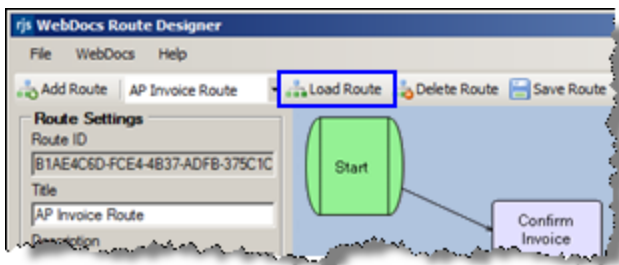 rjs WebDocs Route Designer
File WebDocs Help
Add Route AP Invoice Route Load Route Delete Route Save Route
Route Settings
Route ID
B1AE4C6D-FCE4-4B37-ADFB-375C1C
Title
AP Invoice Route
Description
Start
Confirm
Invoice